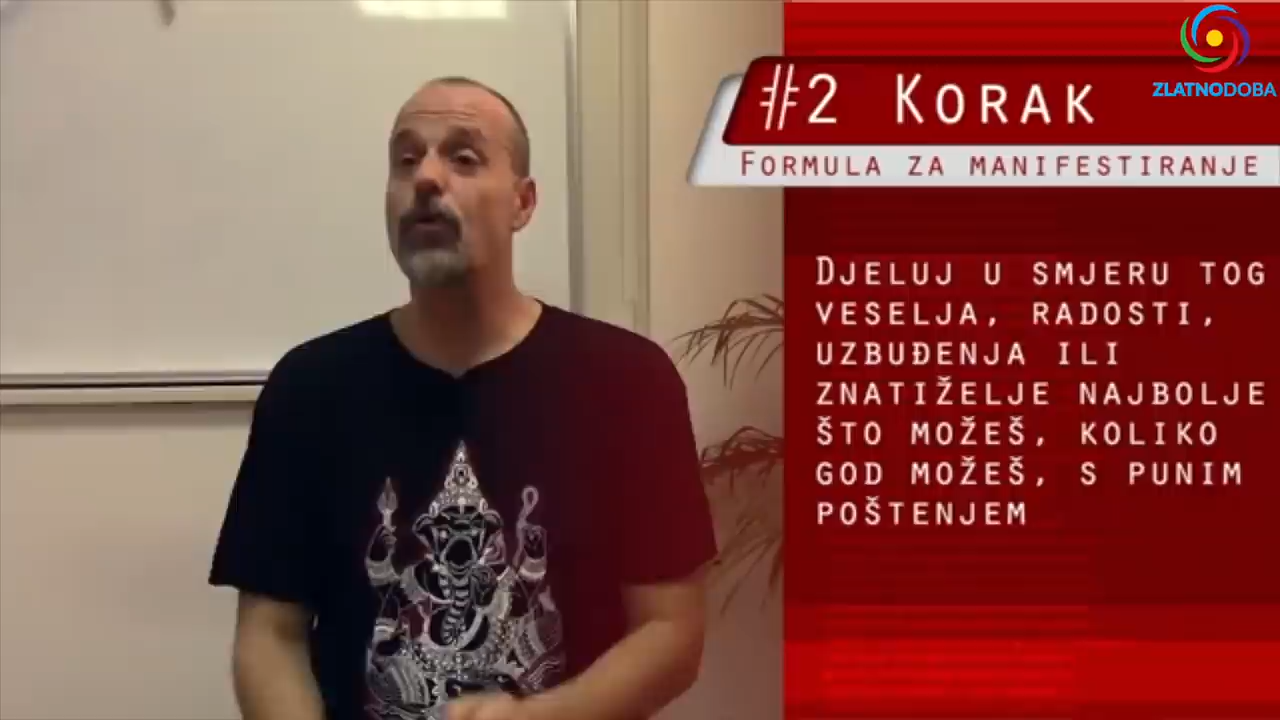 #2 Korak
ZLATNODOBA
Formula za manifestiranje
Djeluj u smjeru tog
veselja, radosti,
uzbuđenja ili
znatiželje najbolje
što možeš, koliko
god možeš, s punim
poštenjem